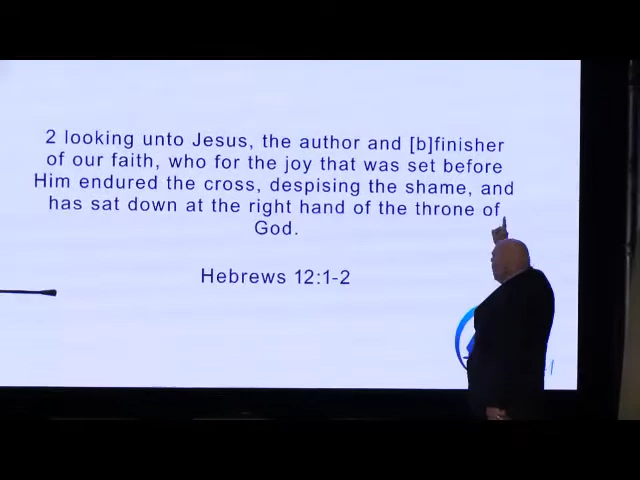 2 looking unto Jesus, the author and [b]finisher
of our faith, who for the joy that was set before
Him endured the cross, despising the shame, and
has sat down at the right hand of the throne of
God.
Hebrews 12:1-2